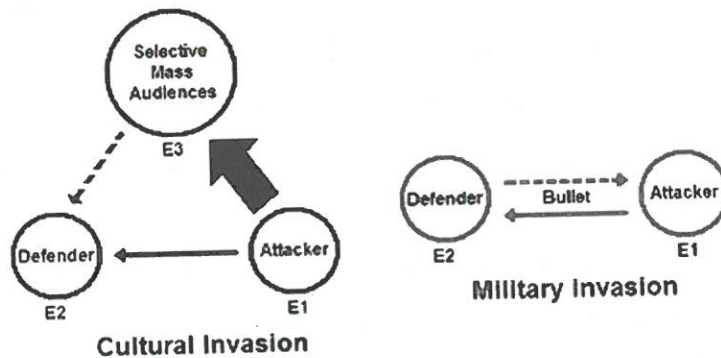 Selective
Mass
Audiences
E3
Defender
E2
Attacker
E1
Cultural Invasion
Defender
E2
Bullet
Attacker
E1
Military Invasion